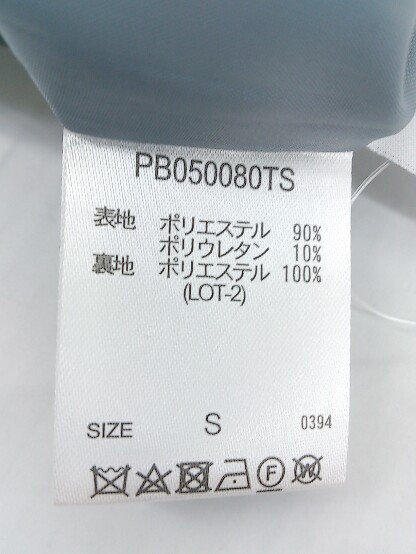 PB050080TS
表地 ポリエステル 90%
ポリウレタン 10%
裏地 ポリエステル 100%
(LOT-2)
SIZE S 0394
F W